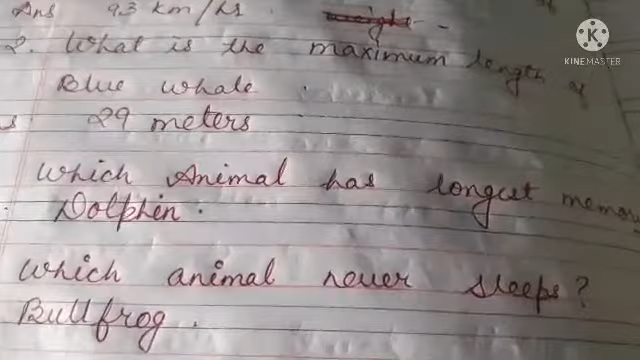 Ans 93 km/hs.
2. What is the maximum length of
Blue whale.
29 meters
Which Animal has longest memory
Dolphin.
Which animal never sleeps?
Bullfrog.
KINEMASTER